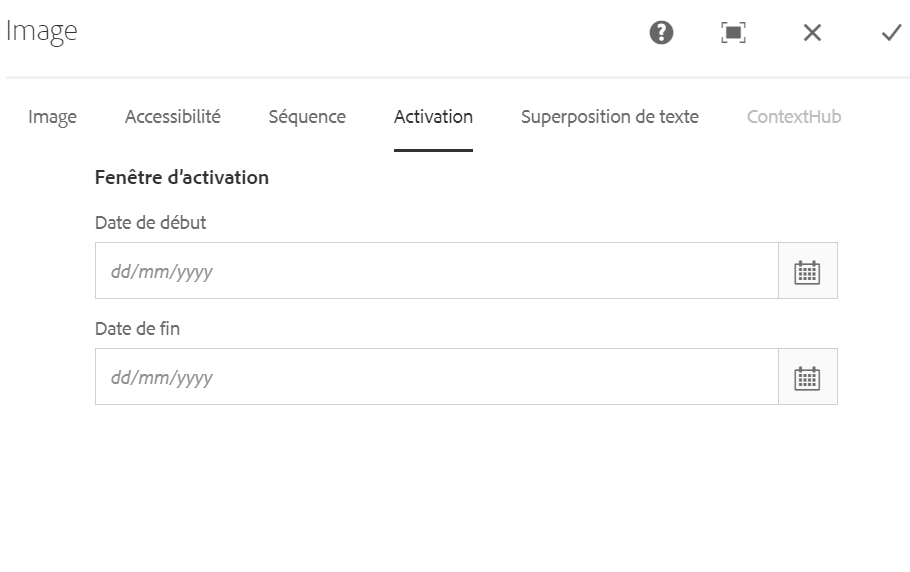 Image
Image Accessibilité Séquence Activation Superposition de texte ContextHub
Fenêtre d’activation
Date de début
dd/mm/yyyy
Date de fin
dd/mm/yyyy